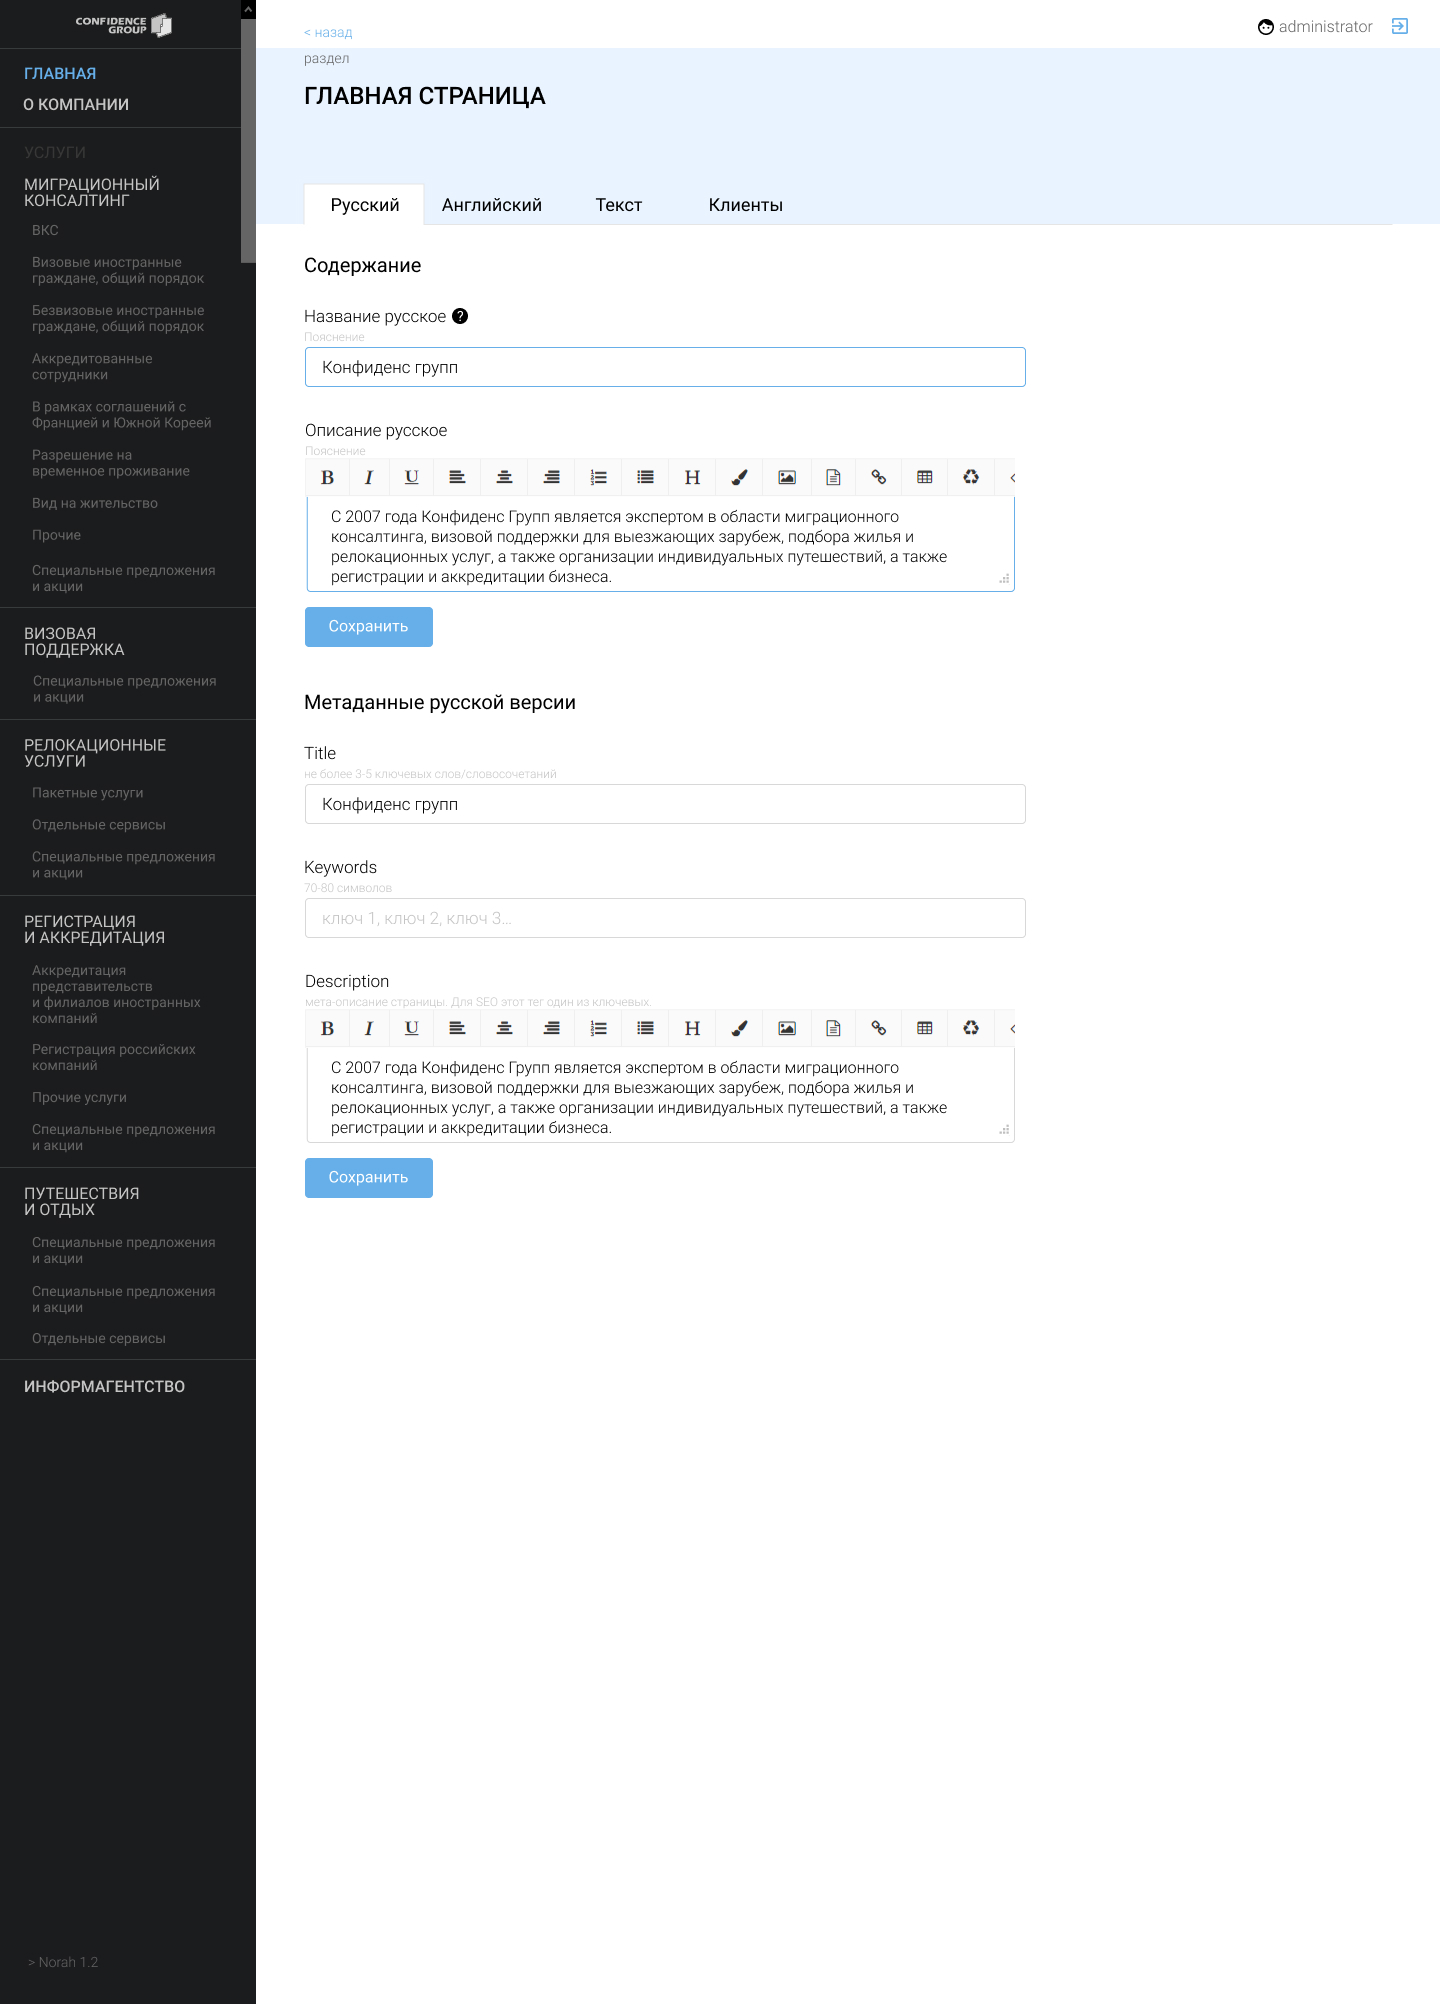 CONFIDENCE
GROUP
ГЛАВНАЯ
О КОМПАНИИ
УСЛУГИ
МИГРАЦИОННЫЙ
КОНСАЛТИНГ
ВКС
Визовые иностранные
граждане, общий порядок
Безвизовые иностранные
граждане, общий порядок
Аккредитованные
сотрудники
В рамках соглашений с
Францией и Южной Кореей
Разрешение на
временное проживание
Вид на жительство
Прочие
Специальные предложения
и акции
ВИЗОВАЯ
ПОДДЕРЖКА
Специальные предложения
и акции
РЕЛОКАЦИОННЫЕ
УСЛУГИ
Пакетные услуги
Отдельные сервисы
Специальные предложения
и акции
РЕГИСТРАЦИЯ
И АККРЕДИТАЦИЯ
Аккредитация
представительств
и филиалов иностранных
компаний
Регистрация российских
компаний
Прочие услуги
Специальные предложения
и акции
ПУТЕШЕСТВИЯ
И ОТДЫХ
Специальные предложения
и акции
Специальные предложения
и акции
Отдельные сервисы
ИНФОРМАГЕНТСТВО
> Norah 1.2
< назад
administrator
раздел
ГЛАВНАЯ СТРАНИЦА
Русский Английский Текст Клиенты
Содержание
Название русское ?
Пояснение
Конфиденс групп
Описание русское
Пояснение
B I U H
С 2007 года Конфиденс Групп является экспертом в области миграционного
консалтинга, визовой поддержки для выезжающих зарубеж, подбора жилья и
релокационных услуг, а также организации индивидуальных путешествий, а также
регистрации и аккредитации бизнеса.
Сохранить
Метаданные русской версии
Title
не более 3-5 ключевых слов/словосочетаний
Конфиденс групп
Keywords
70-80 символов
ключ 1, ключ 2, ключ 3...
Description
мета-описание страницы. Для SEO этот тег один из ключевых.
B I U H
С 2007 года Конфиденс Групп является экспертом в области миграционного
консалтинга, визовой поддержки для выезжающих зарубеж, подбора жилья и
релокационных услуг, а также организации индивидуальных путешествий, а также
регистрации и аккредитации бизнеса.
Сохранить